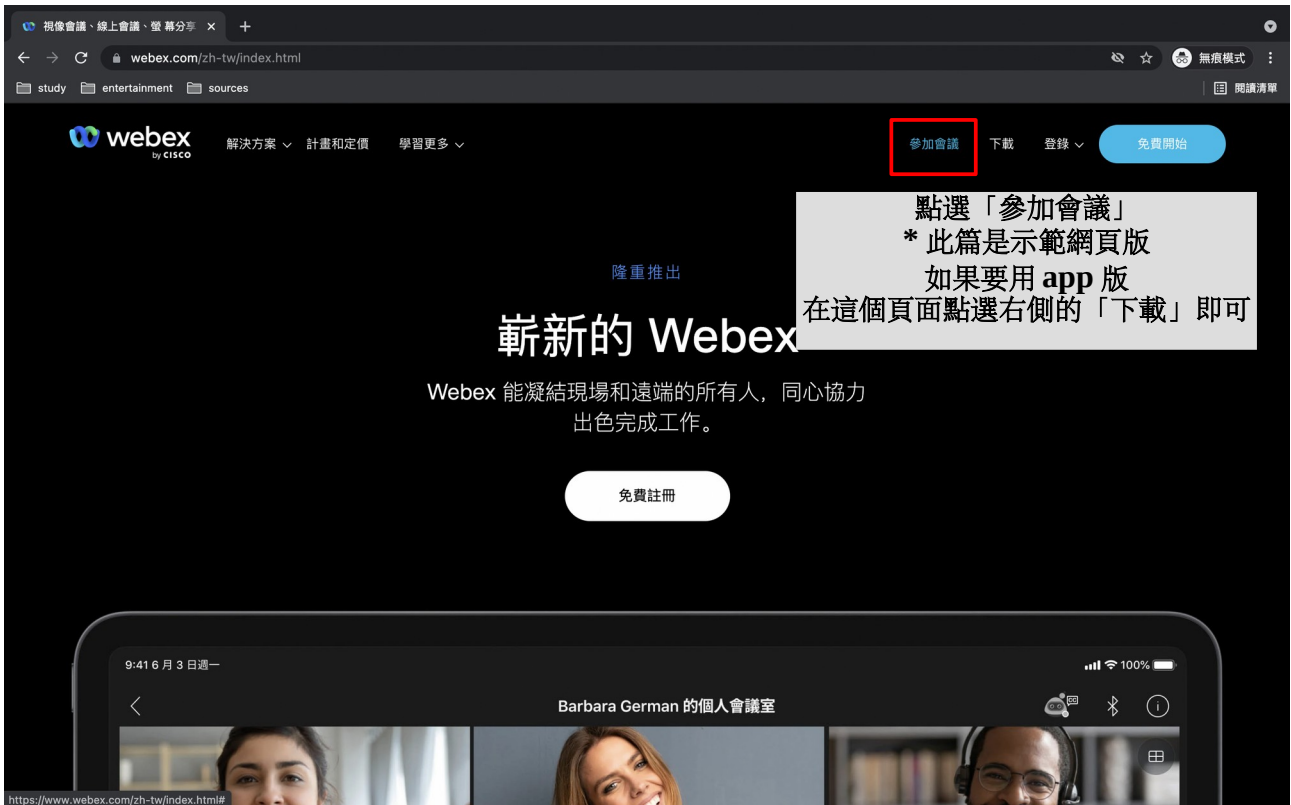 視像會議、線上會議、螢 幕分享
webex.com/zh-tw/index.html
無痕模式
study entertainment sources
閱讀清單
webex
by CISCO
解決方案 計畫和定價 學習更多
參加會議 下載 登錄 免費開始
點選「參加會議」
* 此篇是示範網頁版
如果要用 app 版
在這個頁面點選右側的「下載」即可
隆重推出
嶄新的 Webex
Webex 能凝結現場和遠端的所有人，同心協力
出色完成工作。
免費註冊
9:41 6 月 3 日週一
100%
Barbara German 的個人會議室
https://www.webex.com/zh-tw/index.html#